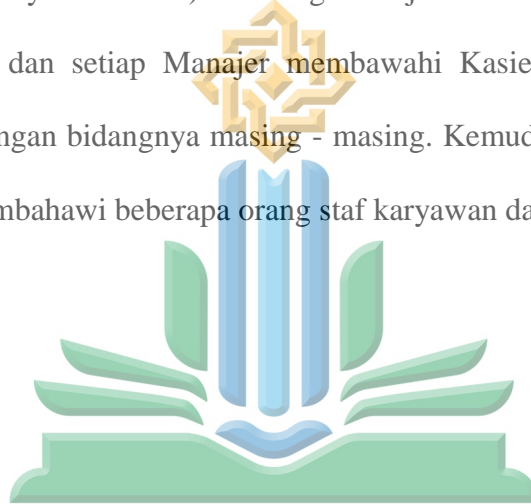 dan setiap Manajer membawahi Kasie
ngan bidangnya masing - masing. Kemud
mbahawi beberapa orang staf karyawan da